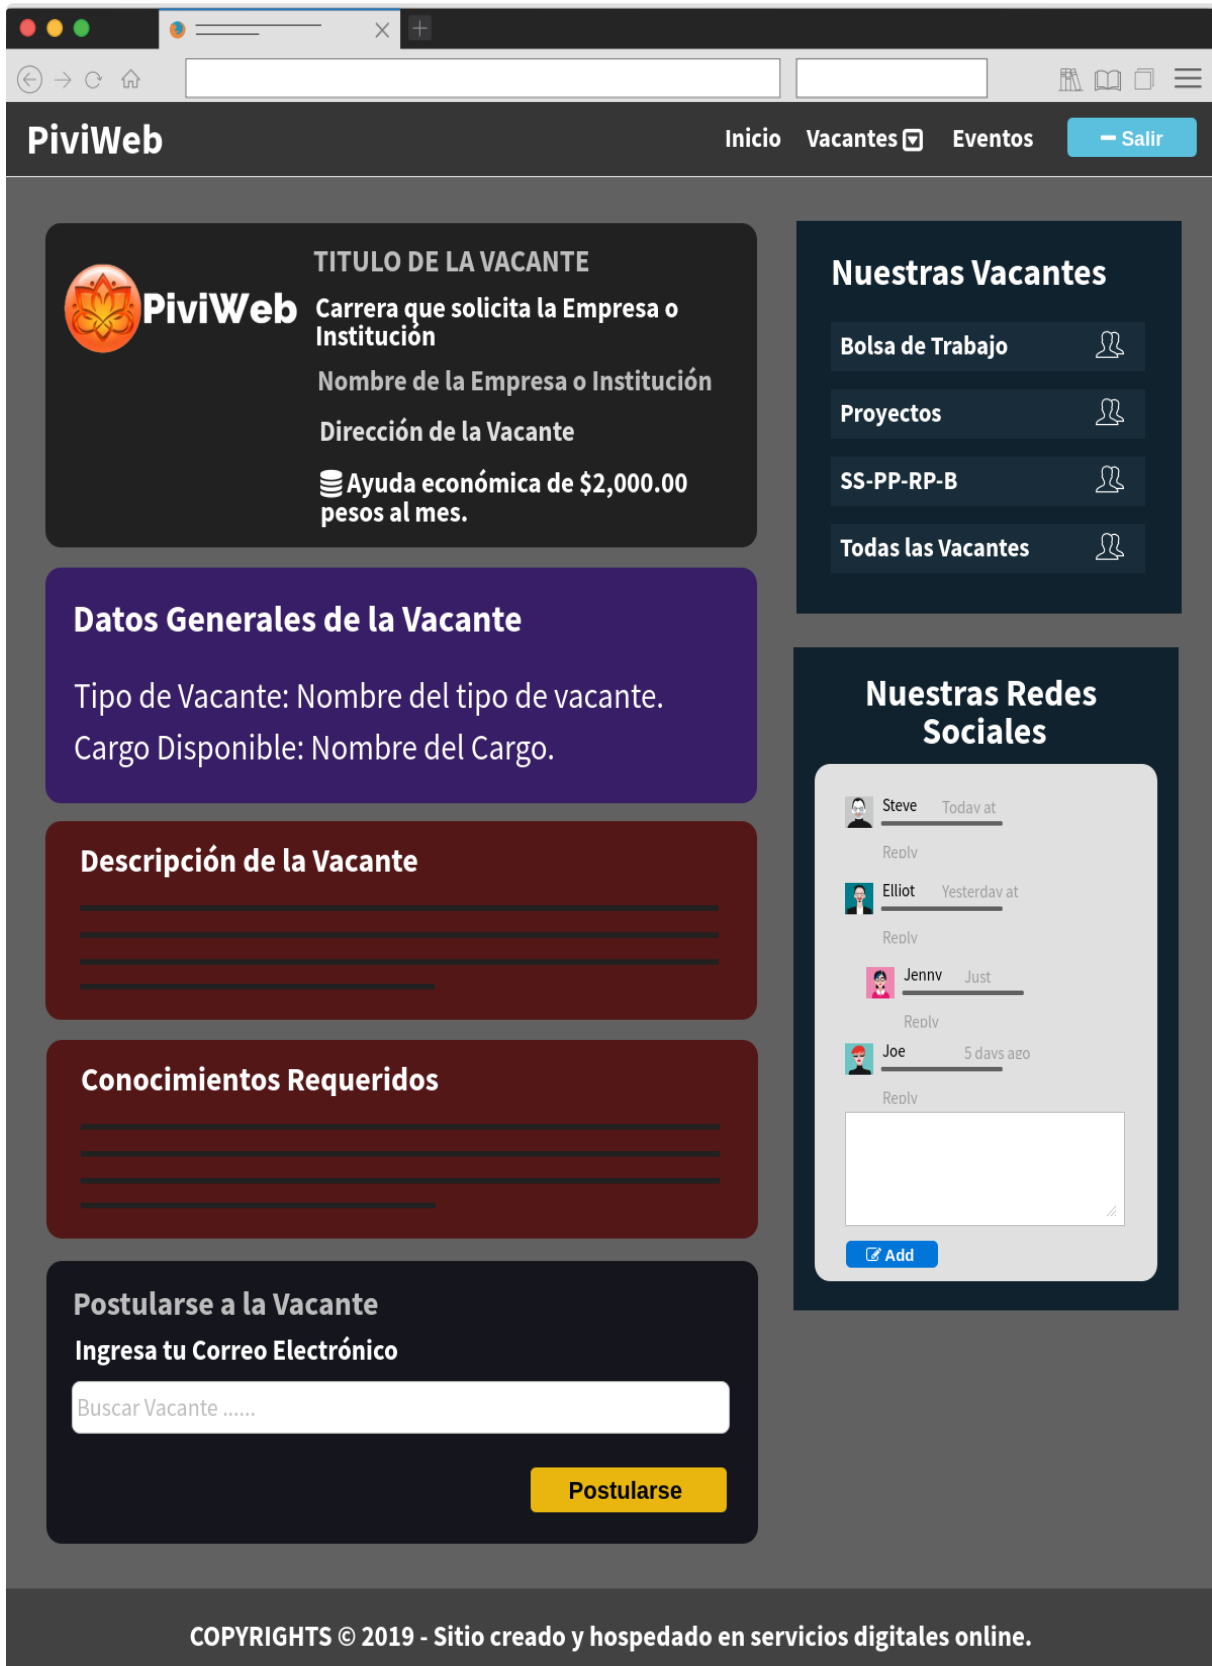 PiviWeb
Inicio
Vacantes
Eventos
Salir
PiviWeb
TITULO DE LA VACANTE
Carrera que solicita la Empresa o
Institución
Nombre de la Empresa o Institución
Dirección de la Vacante
Ayuda económica de $2,000.00
pesos al mes.
Datos Generales de la Vacante
Tipo de Vacante: Nombre del tipo de vacante.
Cargo Disponible: Nombre del Cargo.
Descripción de la Vacante
Conocimientos Requeridos
Postularse a la Vacante
Ingresa tu Correo Electrónico
Buscar Vacante ......
Postularse
Nuestras Vacantes
Bolsa de Trabajo
Proyectos
SS-PP-RP-B
Todas las Vacantes
Nuestras Redes
Sociales
Steve Today at
Reply
Elliot Yesterday at
Reply
Jenny Just
Reply
Joe 5 days ago
Reply
Add
COPYRIGHTS © 2019 - Sitio creado y hospedado en servicios digitales online.